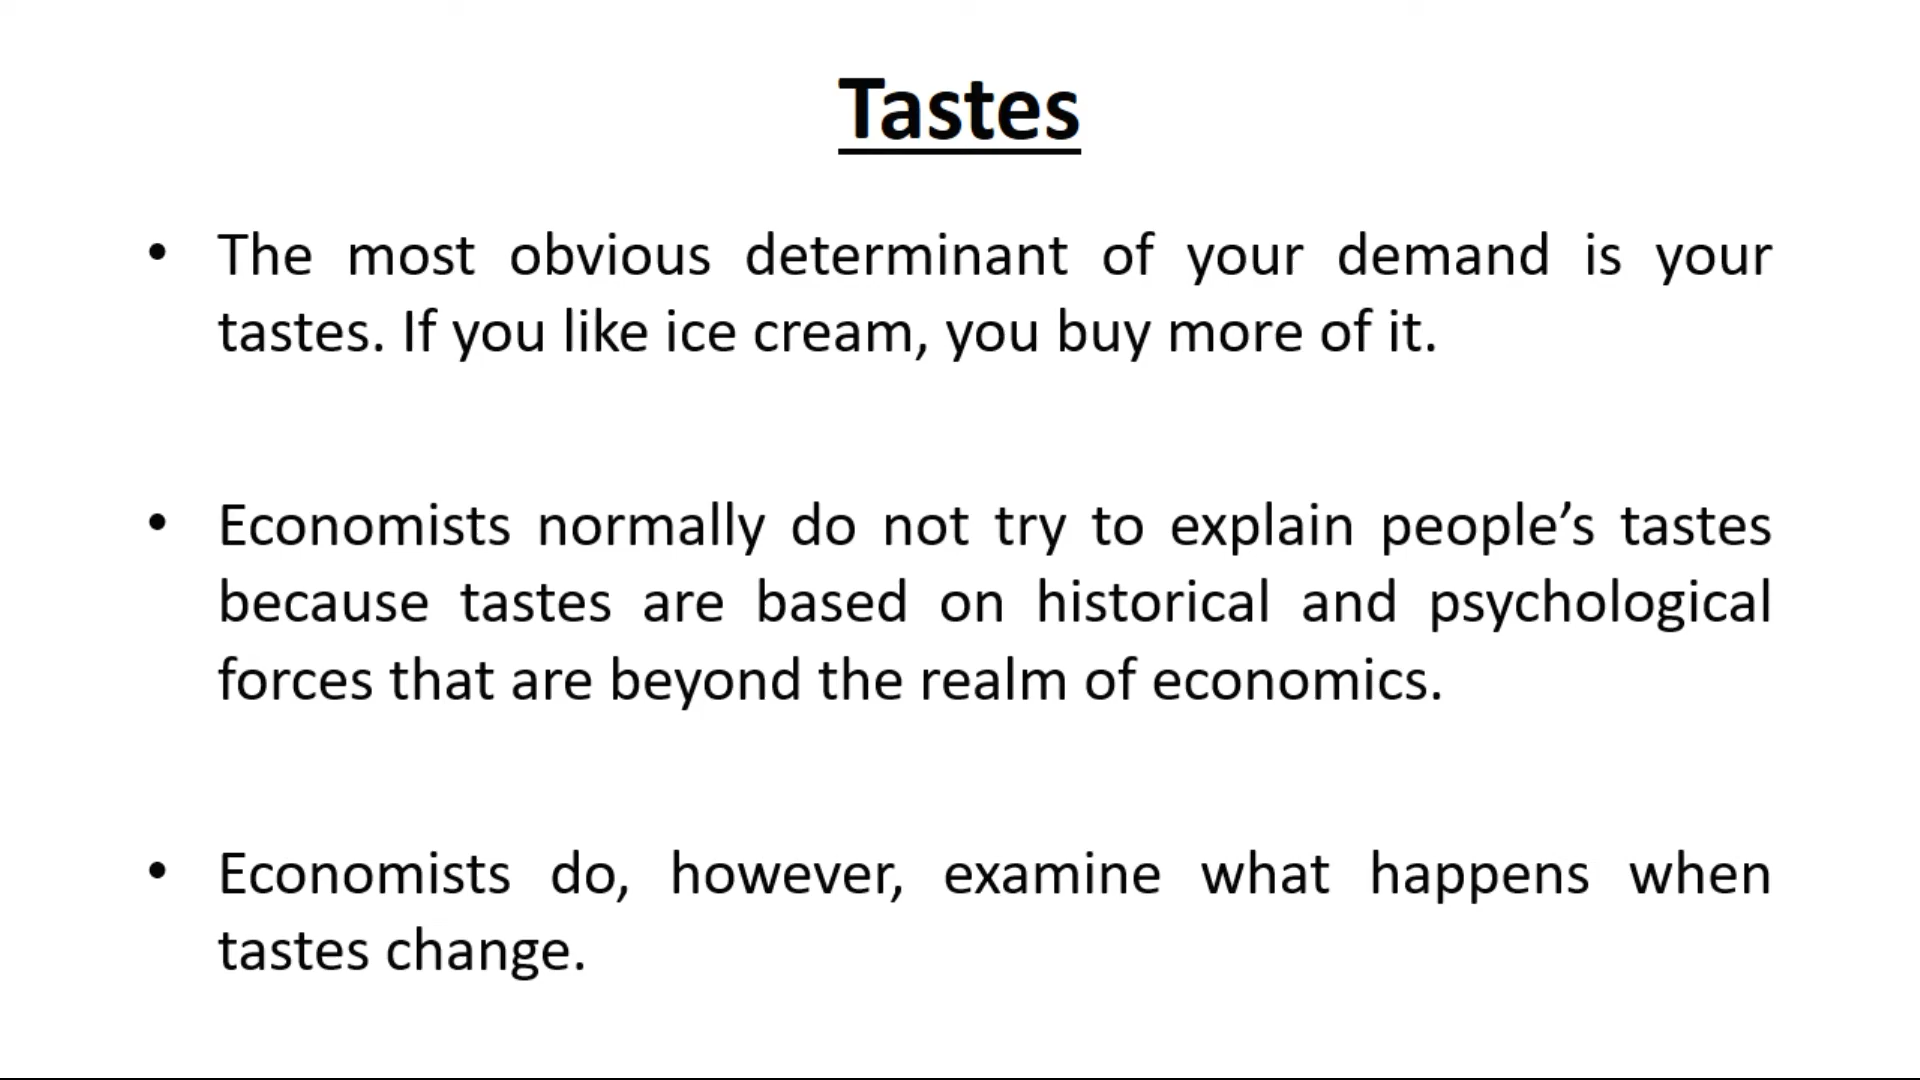 Tastes
• The most obvious determinant of your demand is your
tastes. If you like ice cream, you buy more of it.
• Economists normally do not try to explain people’s tastes
because tastes are based on historical and psychological
forces that are beyond the realm of economics.
• Economists do, however, examine what happens when
tastes change.